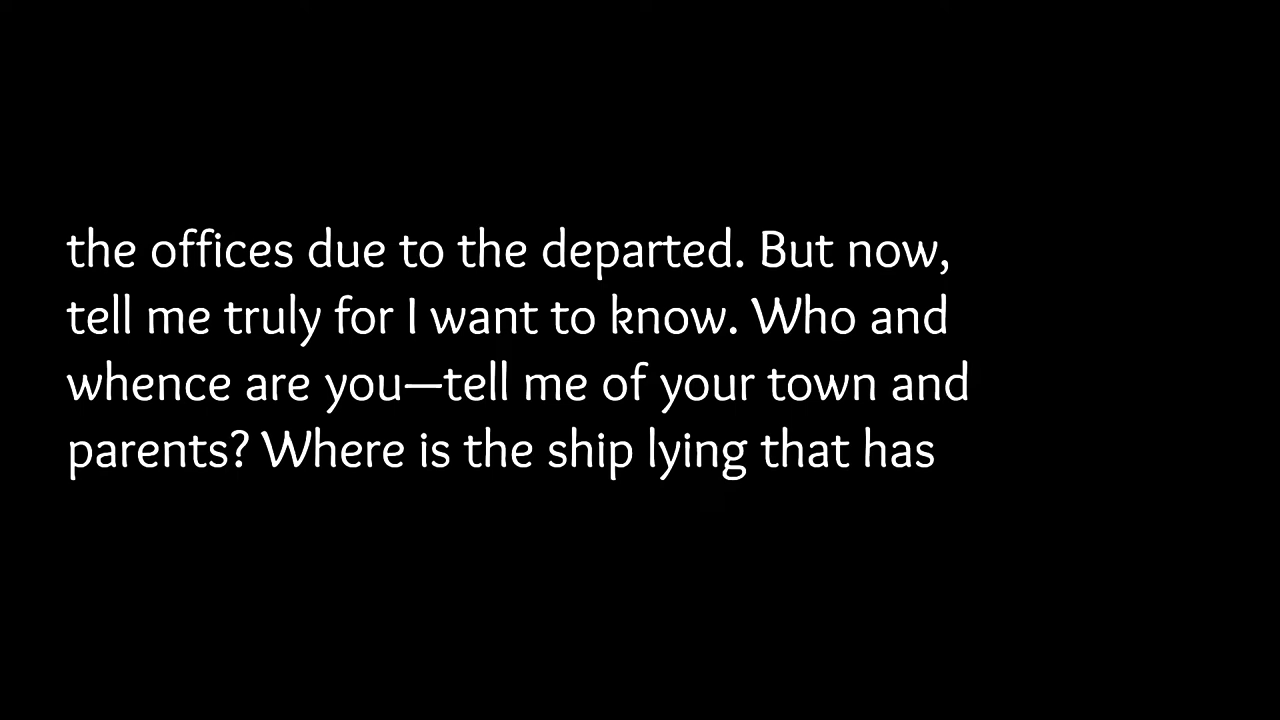 the offices due to the departed. But now,
tell me truly for I want to know. Who and
whence are you—tell me of your town and
parents? Where is the ship lying that has